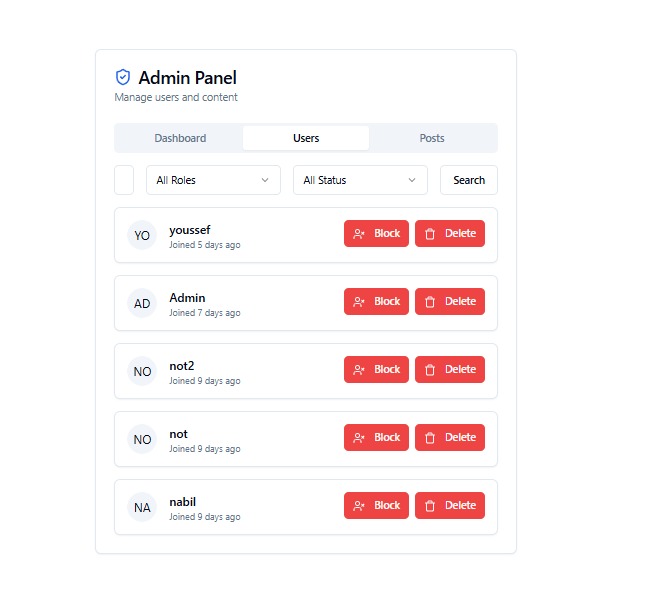 Admin Panel
Manage users and content
Dashboard Users Posts
All Roles All Status Search
YO youssef Block Delete
Joined 5 days ago
AD Admin Block Delete
Joined 7 days ago
NO not2 Block Delete
Joined 9 days ago
NO not Block Delete
Joined 9 days ago
NA nabil Block Delete
Joined 9 days ago